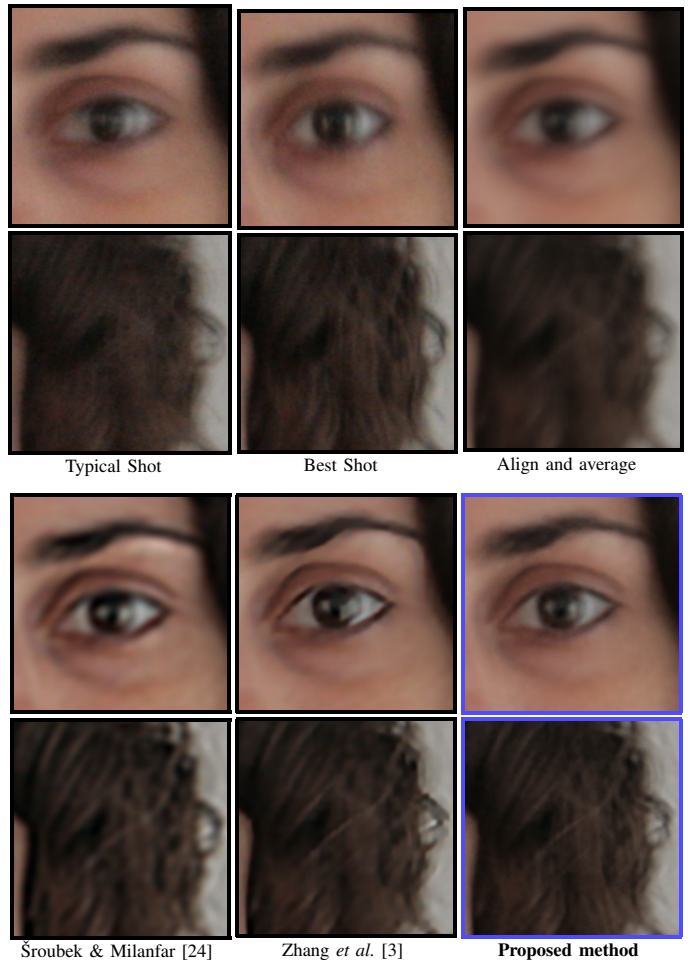 Typical Shot
Best Shot
Align and average
Šroubek & Milanfar [24]
Zhang et al. [3]
Proposed method